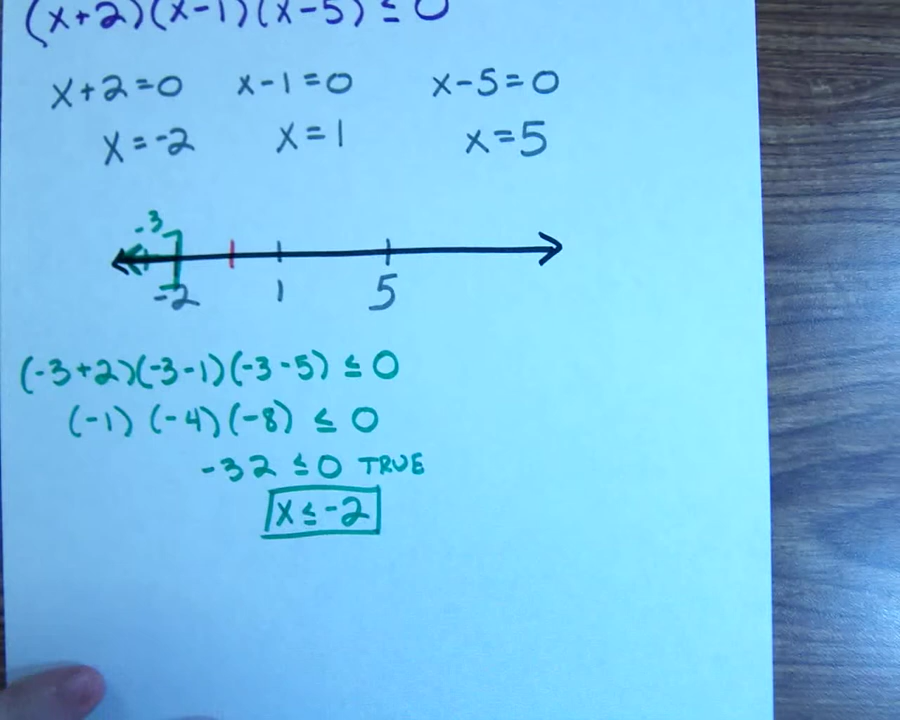 (x+2)(x-1)(x-5) ≤ 0
x+2=0 x-1=0 x-5=0
x=-2 x=1 x=5
-3
-2 1 5
(-3+2)(-3-1)(-3-5) ≤ 0
(-1) (-4)(-8) ≤ 0
-32 ≤ 0 TRUE
x ≤ -2